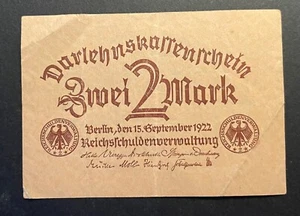 Darlehnskassenschein
Zwei 2 Mark
Berlin, den 15. September 1922
Reichsschuldenverwaltung